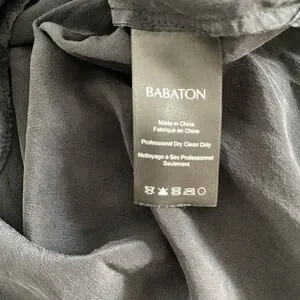 BABATON
Made in China
Fabriqué en Chine
Professional Dry Clean Only
Nettoyage à Sec Professionnel
Seulement